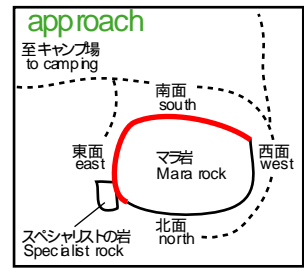 approach
至キャンプ場
to camping
南面
south
東面
east
マラ岩
Mara rock
西面
west
北面
north
スペシャリストの岩
Specialist rock